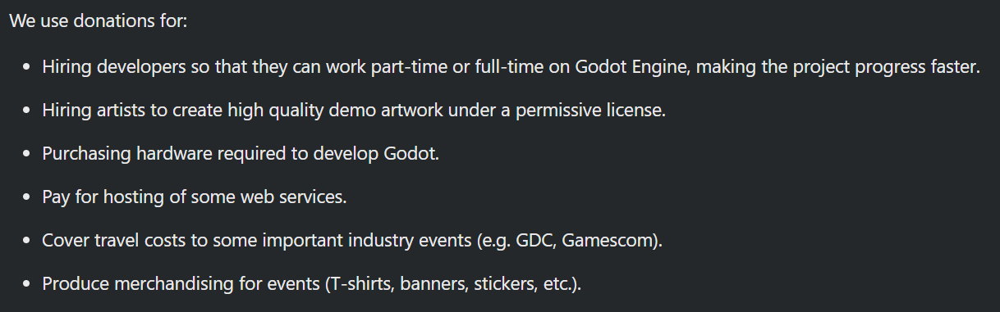 We use donations for:
• Hiring developers so that they can work part-time or full-time on Godot Engine, making the project progress faster.
• Hiring artists to create high quality demo artwork under a permissive license.
• Purchasing hardware required to develop Godot.
• Pay for hosting of some web services.
• Cover travel costs to some important industry events (e.g. GDC, Gamescom).
• Produce merchandising for events (T-shirts, banners, stickers, etc.).